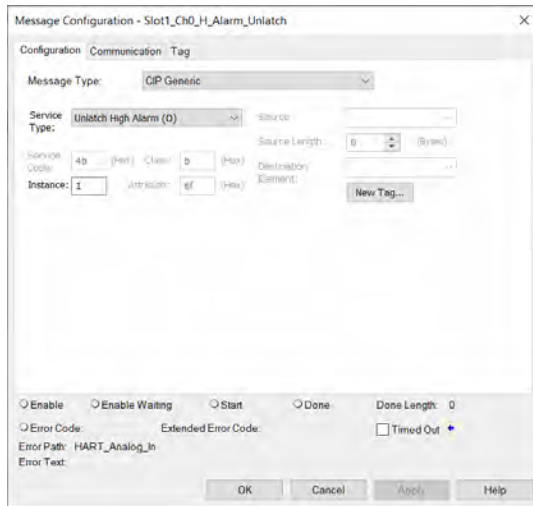 Message Configuration - Slot1_Ch0_H_Alarm_Unlatch
Configuration Communication Tag
Message Type: CIP Generic
Service Type: Unlatch High Alarm (O)
Source
Source Length: 0 (Bytes)
Service Code: 4b (Hex) Class: b (Hex)
Destination Element:
Instance: 1 Attribute: 6f (Hex)
New Tag...
Enable Enable Waiting Start Done Done Length: 0
Error Code: Extended Error Code: Timed Out
Error Path: HART_Analog_In
Error Text:
OK Cancel Apply Help